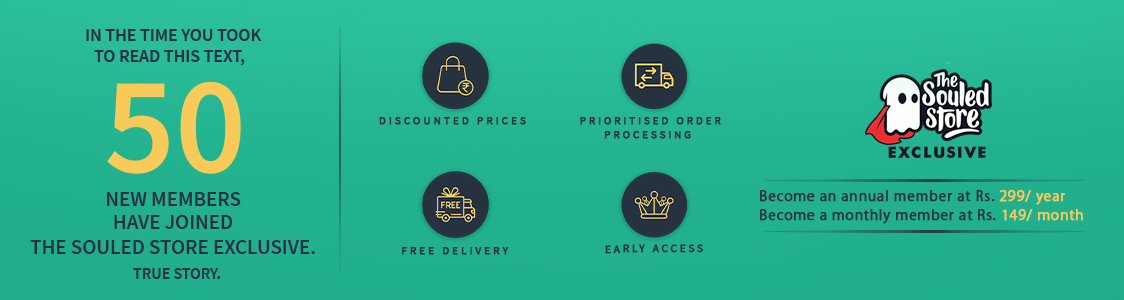 IN THE TIME YOU TOOK
TO READ THIS TEXT,
50
NEW MEMBERS
HAVE JOINED
THE SOULED STORE EXCLUSIVE.
TRUE STORY.
₹
DISCOUNTED PRICES
PRIORITISED ORDER
PROCESSING
FREE
FREE DELIVERY
EARLY ACCESS
The
Souled
Store
EXCLUSIVE
Become an annual member at Rs. 299/ year
Become a monthly member at Rs. 149/ month